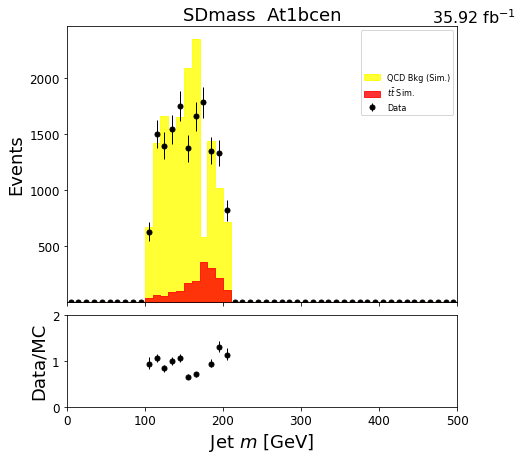 SDmass At1bcen
35.92 fb⁻¹
Events
2000
1500
1000
500
QCD Bkg (Sim.)
tt̄ Sim.
Data
Data/MC
2
1
0
0 100 200 300 400 500
Jet m [GeV]